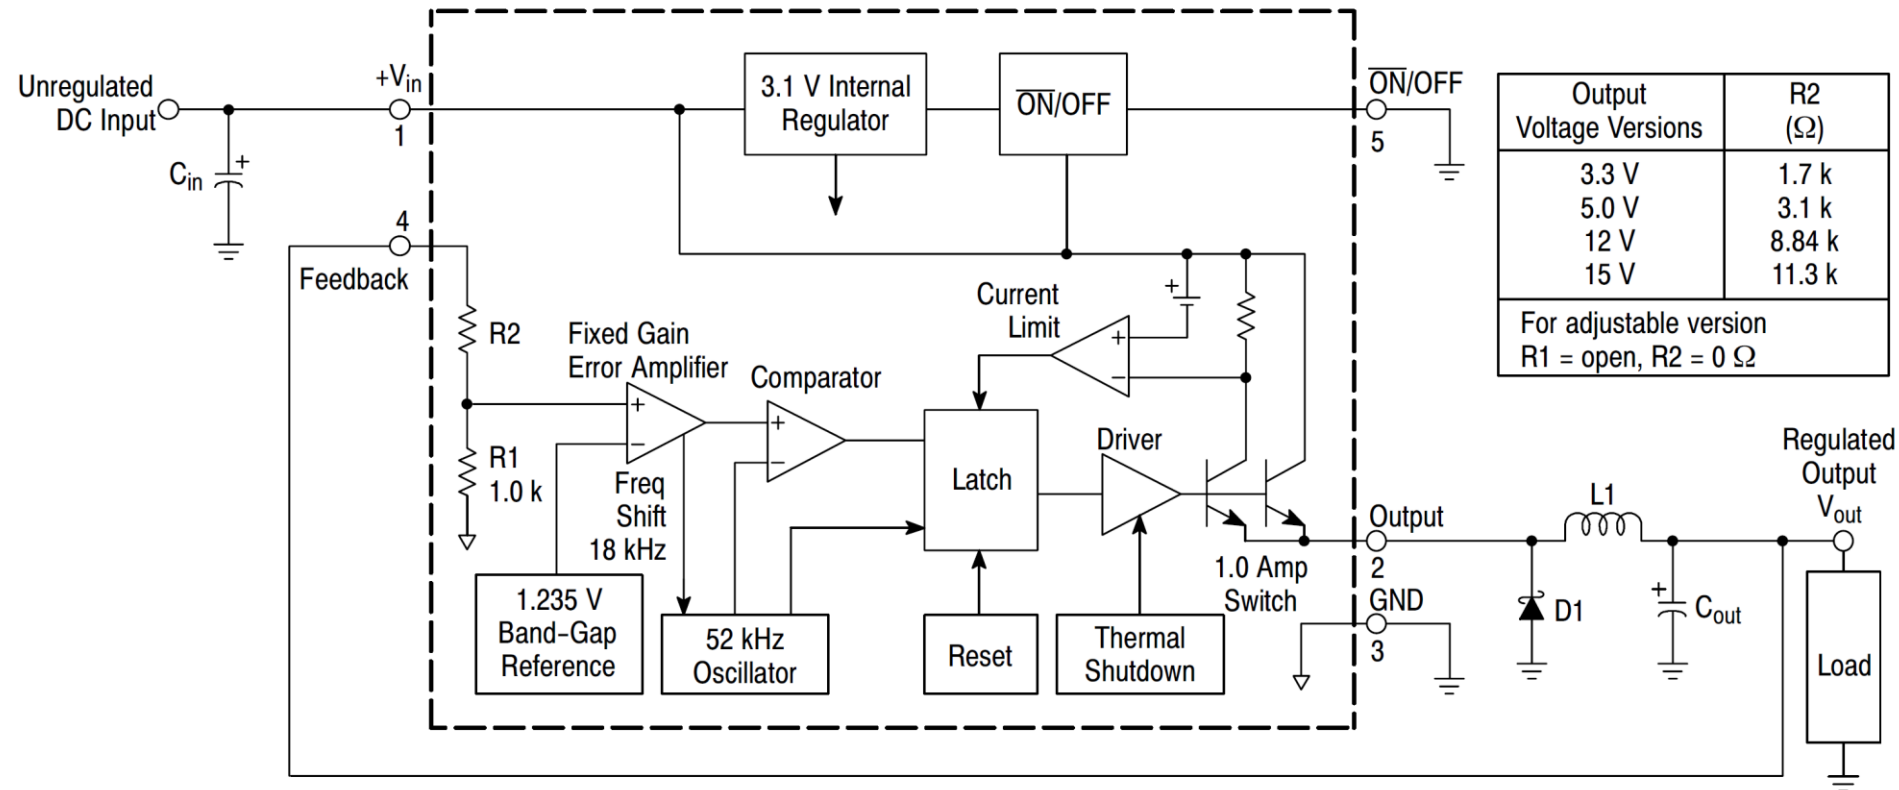 Unregulated
DC Input
+Vin
1
Cin
+
4
Feedback
3.1 V Internal
Regulator
ON/OFF
ON/OFF
5
Output
Voltage Versions
R2
(Ω)
3.3 V 1.7 k
5.0 V 3.1 k
12 V 8.84 k
15 V 11.3 k
For adjustable version
R1 = open, R2 = 0 Ω
R2
Fixed Gain
Error Amplifier
+
−
R1
1.0 k
Freq
Shift
18 kHz
Comparator
+
−
Current
Limit
+
+
−
Latch
Driver
1.0 Amp
Switch
1.235 V
Band−Gap
Reference
52 kHz
Oscillator
Reset
Thermal
Shutdown
Output
2
GND
3
D1
L1
+
Cout
Regulated
Output
Vout
Load